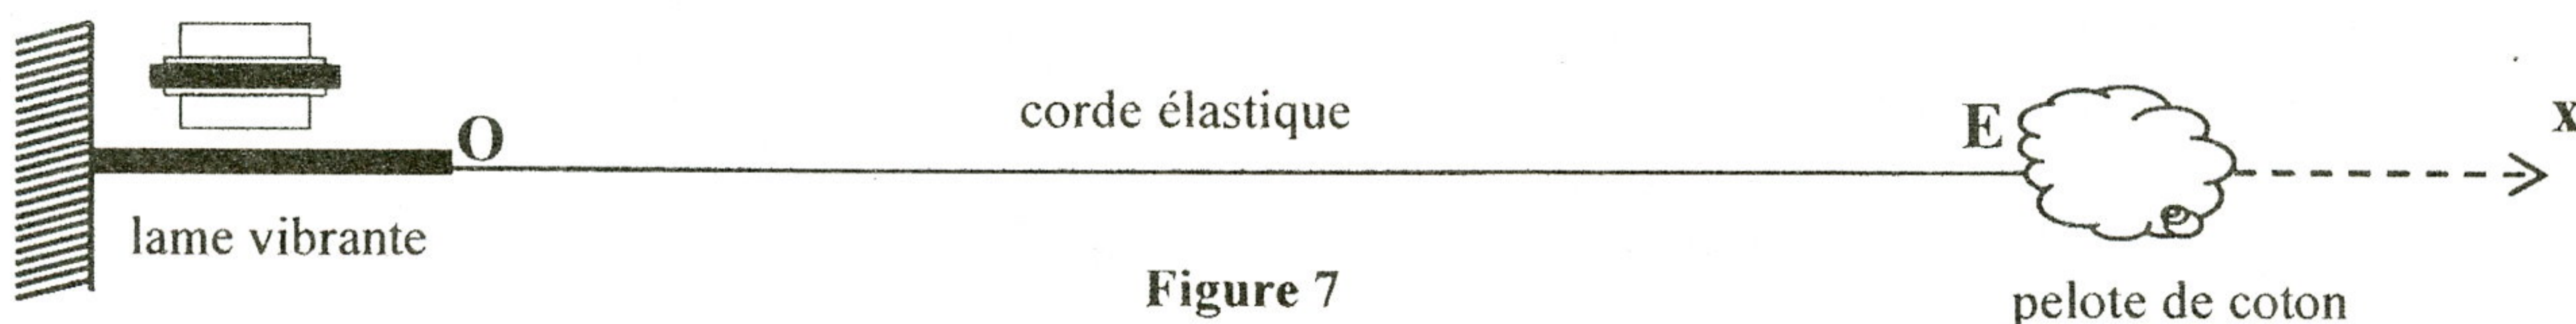 O
corde élastique
E
x
lame vibrante
Figure 7
pelote de coton